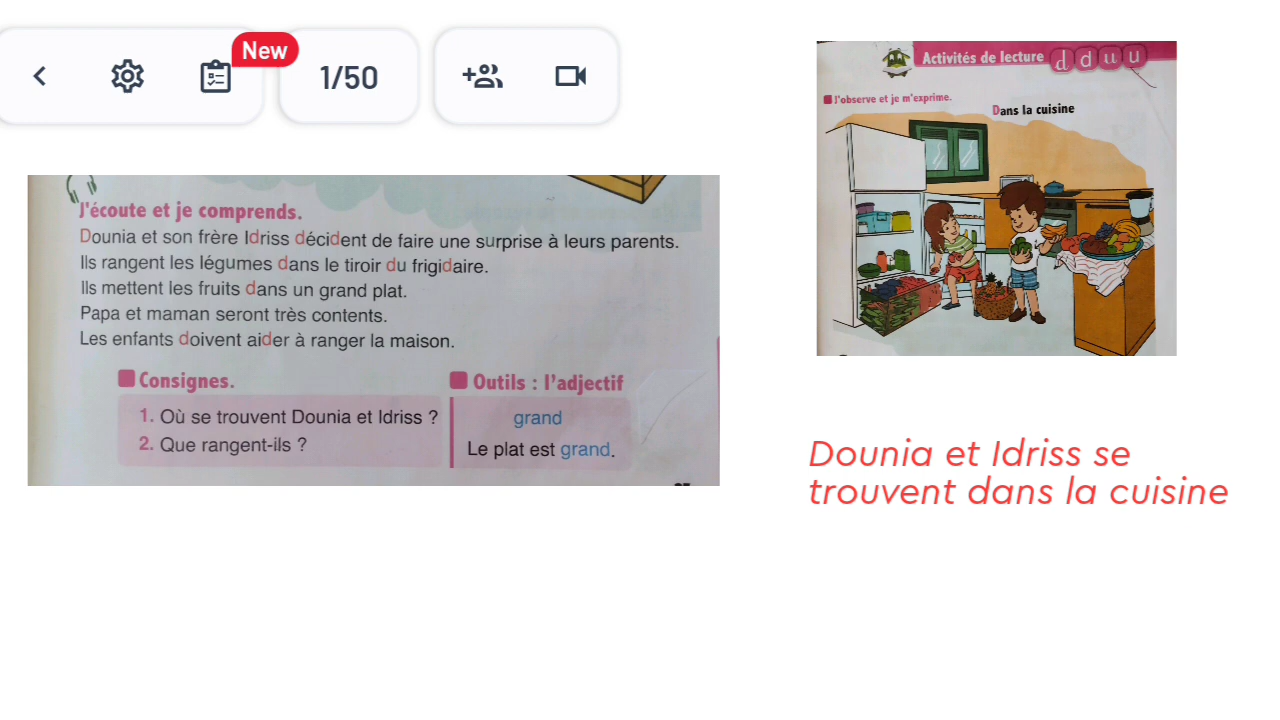 New
1/50
Activités de lecture d d u u
J'observe et je m'exprime.
Dans la cuisine
J'écoute et je comprends.
Dounia et son frère Idriss décident de faire une surprise à leurs parents.
Ils rangent les légumes dans le tiroir du frigidaire.
Ils mettent les fruits dans un grand plat.
Papa et maman seront très contents.
Les enfants doivent aider à ranger la maison.
Consignes.
1. Où se trouvent Dounia et Idriss ?
2. Que rangent-ils ?
Outils : l'adjectif
grand
Le plat est grand.
Dounia et Idriss se
trouvent dans la cuisine